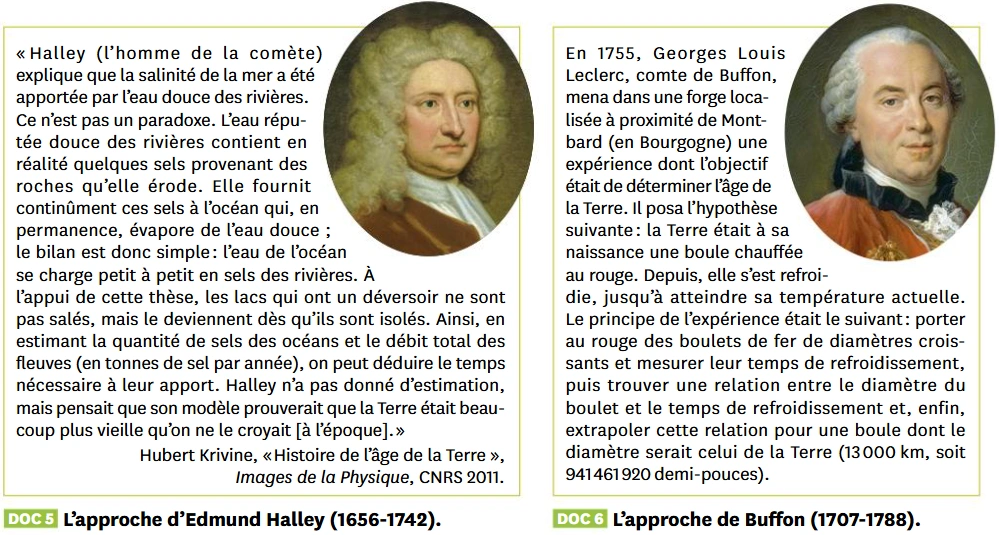 « Halley (l'homme de la comète)
explique que la salinité de la mer a été
apportée par l'eau douce des rivières.
Ce n'est pas un paradoxe. L'eau répu-
tée douce des rivières contient en
réalité quelques sels provenant des
roches qu'elle érode. Elle fournit
continûment ces sels à l'océan qui, en
permanence, évapore de l'eau douce ;
le bilan est donc simple : l'eau de l'océan
se charge petit à petit en sels des rivières. À
l'appui de cette thèse, les lacs qui ont un déversoir ne sont
pas salés, mais le deviennent dès qu'ils sont isolés. Ainsi, en
estimant la quantité de sels des océans et le débit total des
fleuves (en tonnes de sel par année), on peut déduire le temps
nécessaire à leur apport. Halley n'a pas donné d'estimation,
mais pensait que son modèle prouverait que la Terre était beau-
coup plus vieille qu'on ne le croyait [à l'époque]. »
Hubert Krivine, « Histoire de l'âge de la Terre »,
Images de la Physique, CNRS 2011.
DOC 5 L'approche d'Edmund Halley (1656-1742).
En 1755, Georges Louis
Leclerc, comte de Buffon,
mena dans une forge loca-
lisée à proximité de Mont-
bard (en Bourgogne) une
expérience dont l'objectif
était de déterminer l'âge de
la Terre. Il posa l'hypothèse
suivante : la Terre était à sa
naissance une boule chauffée
au rouge. Depuis, elle s'est refroi-
die, jusqu'à atteindre sa température actuelle.
Le principe de l'expérience était le suivant : porter
au rouge des boulets de fer de diamètres crois-
sants et mesurer leur temps de refroidissement,
puis trouver une relation entre le diamètre du
boulet et le temps de refroidissement et, enfin,
extrapoler cette relation pour une boule dont le
diamètre serait celui de la Terre (13 000 km, soit
941 461 920 demi-pouces).
DOC 6 L'approche de Buffon (1707-1788).